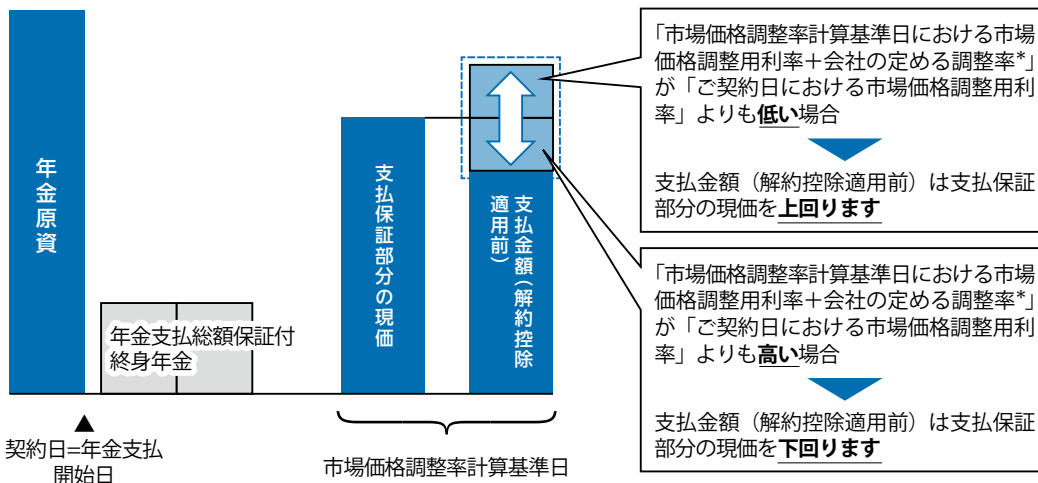 年金原資
年金支払総額保証付
終身年金
▲
契約日=年金支払
開始日
支払保証部分の現価
支払金額（解約控除
適用前）
市場価格調整率計算基準日
「市場価格調整率計算基準日における市場
価格調整用利率＋会社の定める調整率*」
が「ご契約日における市場価格調整用利
率」よりも低い場合
支払金額（解約控除適用前）は支払保証
部分の現価を上回ります
「市場価格調整率計算基準日における市場
価格調整用利率＋会社の定める調整率*」
が「ご契約日における市場価格調整用利
率」よりも高い場合
支払金額（解約控除適用前）は支払保証
部分の現価を下回ります